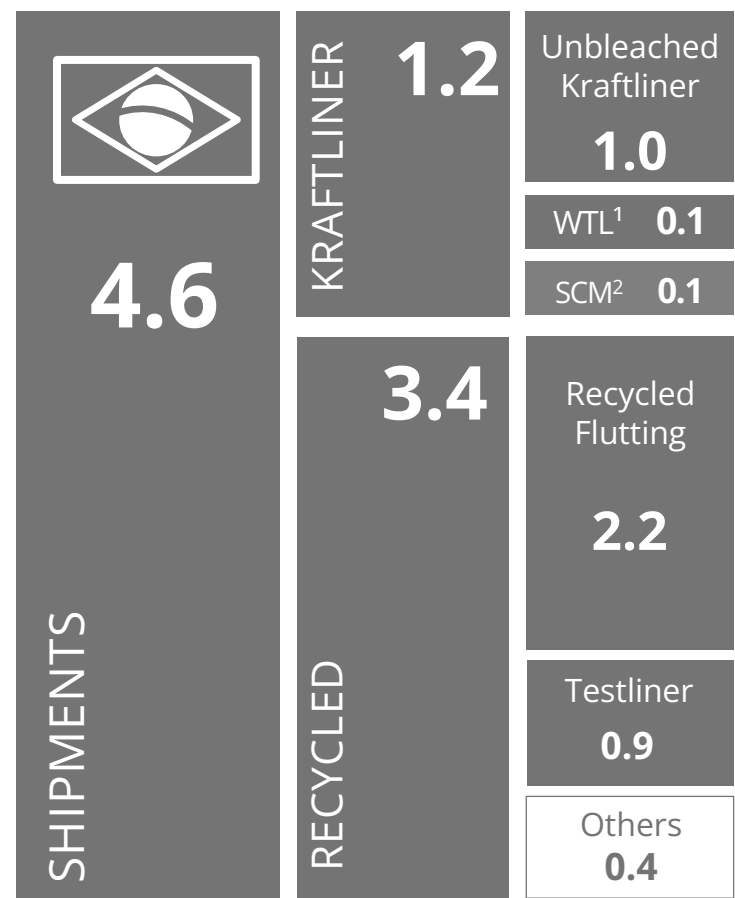 4.6
SHIPMENTS
KRAFTLINER
1.2
Unbleached
Kraftliner
1.0
WTL¹ 0.1
SCM² 0.1
RECYCLED
3.4
Recycled
Flutting
2.2
Testliner
0.9
Others
0.4